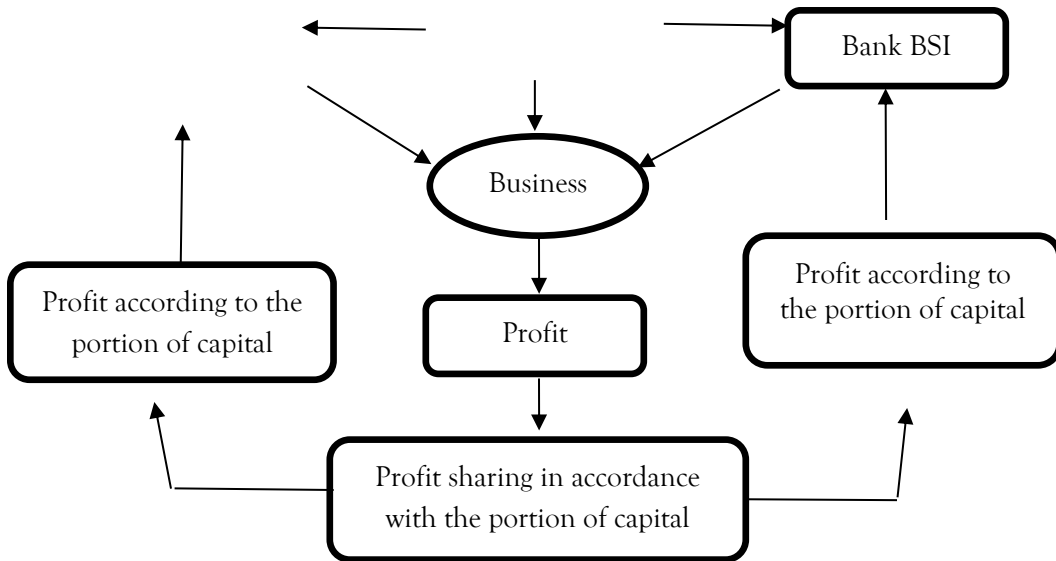 Bank BSI
Business
Profit according to the
portion of capital
Profit
Profit according to
the portion of capital
Profit sharing in accordance
with the portion of capital